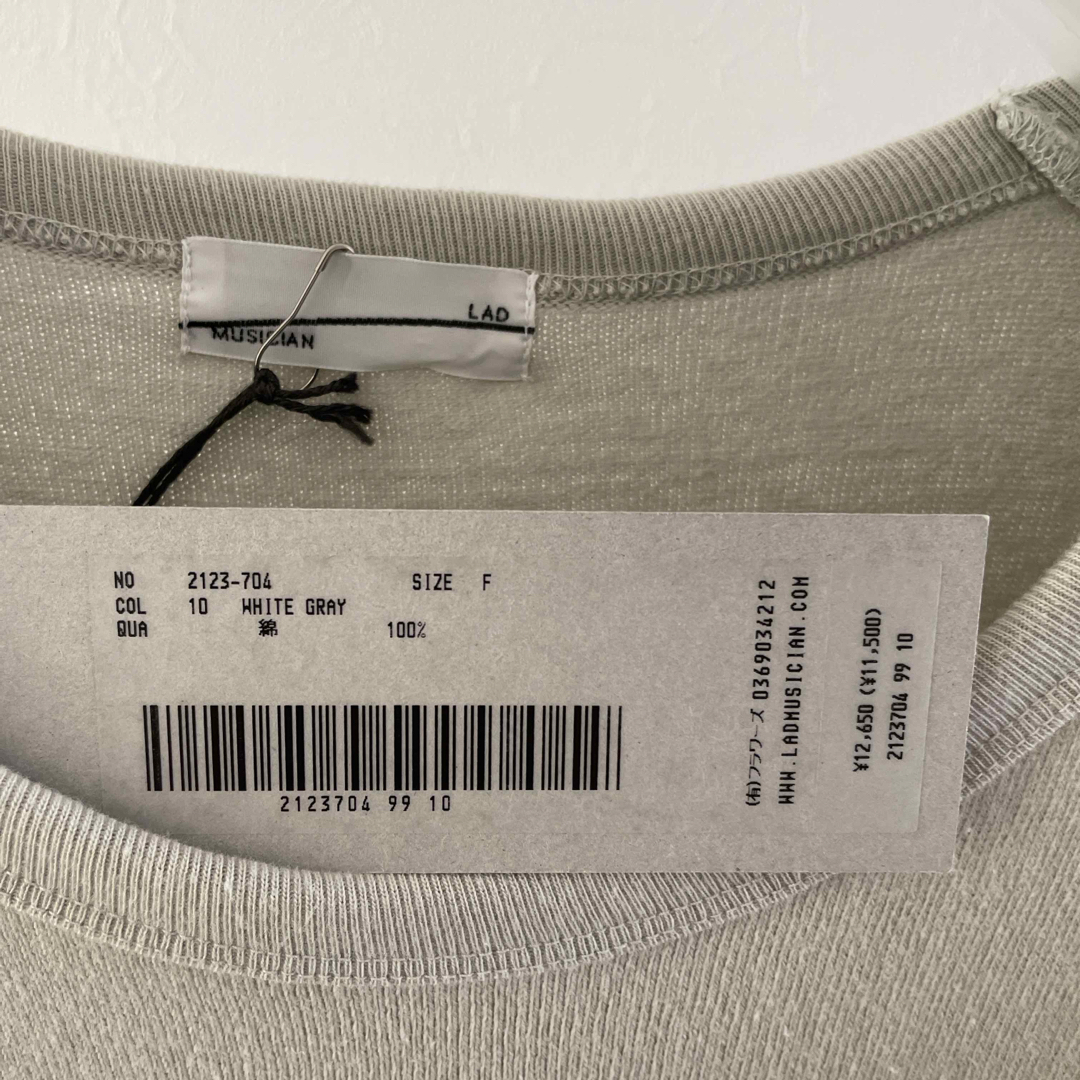 LAD
MUSICIAN
NO 2123-704 SIZE F
COL 10 WHITE GRAY
QUA 綿 100%
2123704 99 10
(有)フラワーズ 0369034212
WWW.LADMUSICIAN.COM
¥12,650 (¥11,500)
2123704 99 10